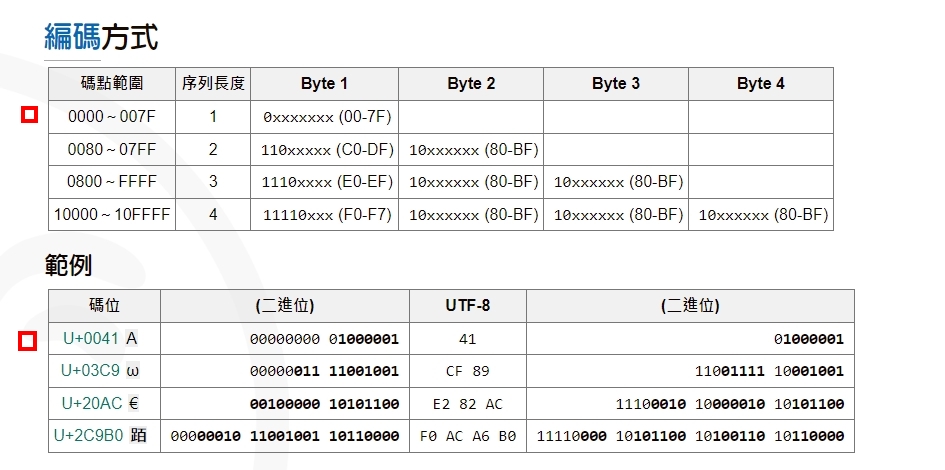 編碼方式
碼點範圍 序列長度 Byte 1 Byte 2 Byte 3 Byte 4
0000 ~ 007F 1 0xxxxxxx (00-7F)
0080 ~ 07FF 2 110xxxxx (C0-DF) 10xxxxxx (80-BF)
0800 ~ FFFF 3 1110xxxx (E0-EF) 10xxxxxx (80-BF) 10xxxxxx (80-BF)
10000 ~ 10FFFF 4 11110xxx (F0-F7) 10xxxxxx (80-BF) 10xxxxxx (80-BF) 10xxxxxx (80-BF)
範例
碼位 (二進位) UTF-8 (二進位)
U+0041 A 00000000 01000001 41 01000001
U+03C9 ω 00000011 11001001 CF 89 11001111 10001001
U+20AC € 00100000 10101100 E2 82 AC 11100010 10000010 10101100
U+2C9B0 00000010 11001001 10110000 F0 AC A6 B0 11110000 10101100 10100110 10110000